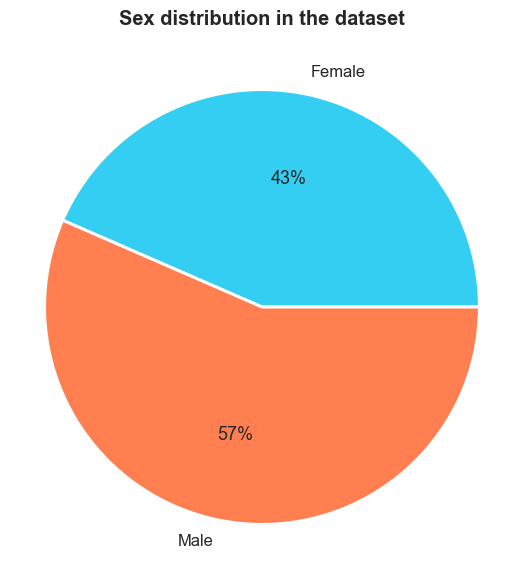 Sex distribution in the dataset
Female
43%
57%
Male